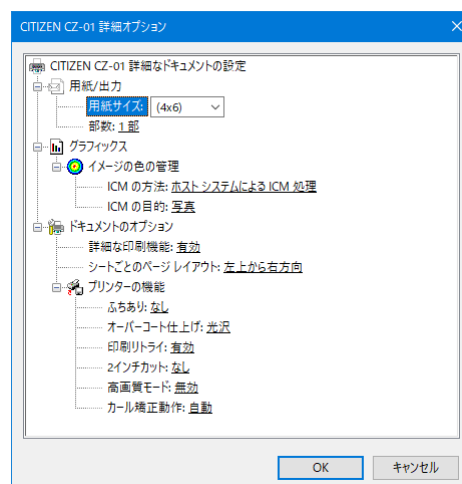 CITIZEN CZ-01 詳細オプション
CITIZEN CZ-01 詳細なドキュメントの設定
用紙/出力
用紙サイズ: (4x6)
部数: 1 部
グラフィックス
イメージの色の管理
ICM の方法: ホスト システムによる ICM 処理
ICM の目的: 写真
ドキュメントのオプション
詳細な印刷機能: 有効
シートごとのページ レイアウト: 左上から右方向
プリンターの機能
ふちあり: なし
オーバーコート仕上げ: 光沢
印刷リトライ: 有効
2インチカット: なし
高画質モード: 無効
カール矯正動作: 自動
OK キャンセル